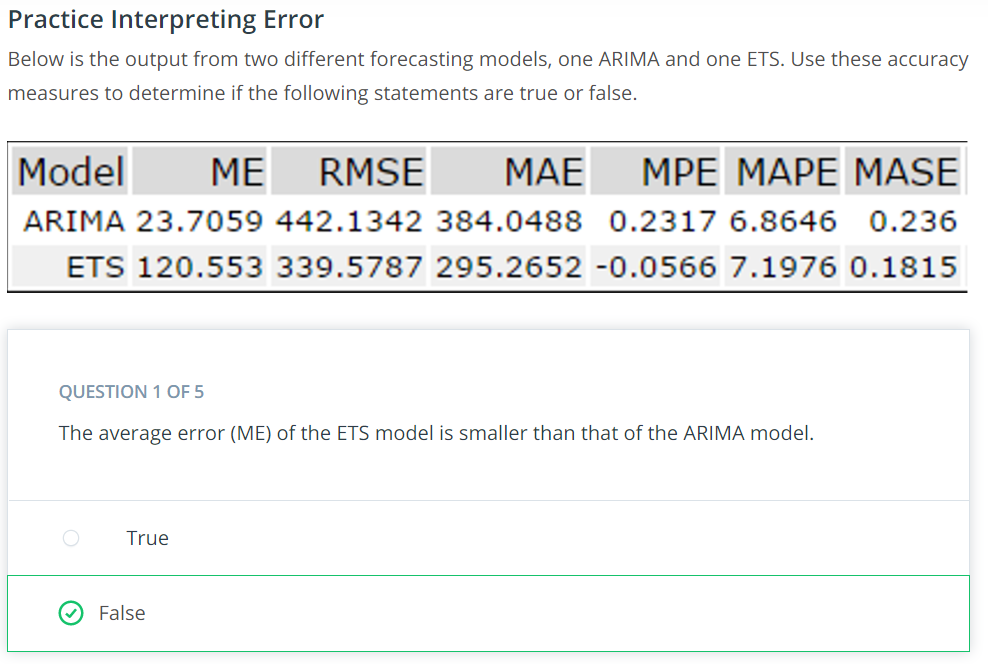 Practice Interpreting Error
Below is the output from two different forecasting models, one ARIMA and one ETS. Use these accuracy
measures to determine if the following statements are true or false.
Model ME RMSE MAE MPE MAPE MASE
ARIMA 23.7059 442.1342 384.0488 0.2317 6.8646 0.236
ETS 120.553 339.5787 295.2652 -0.0566 7.1976 0.1815
QUESTION 1 OF 5
The average error (ME) of the ETS model is smaller than that of the ARIMA model.
True
False